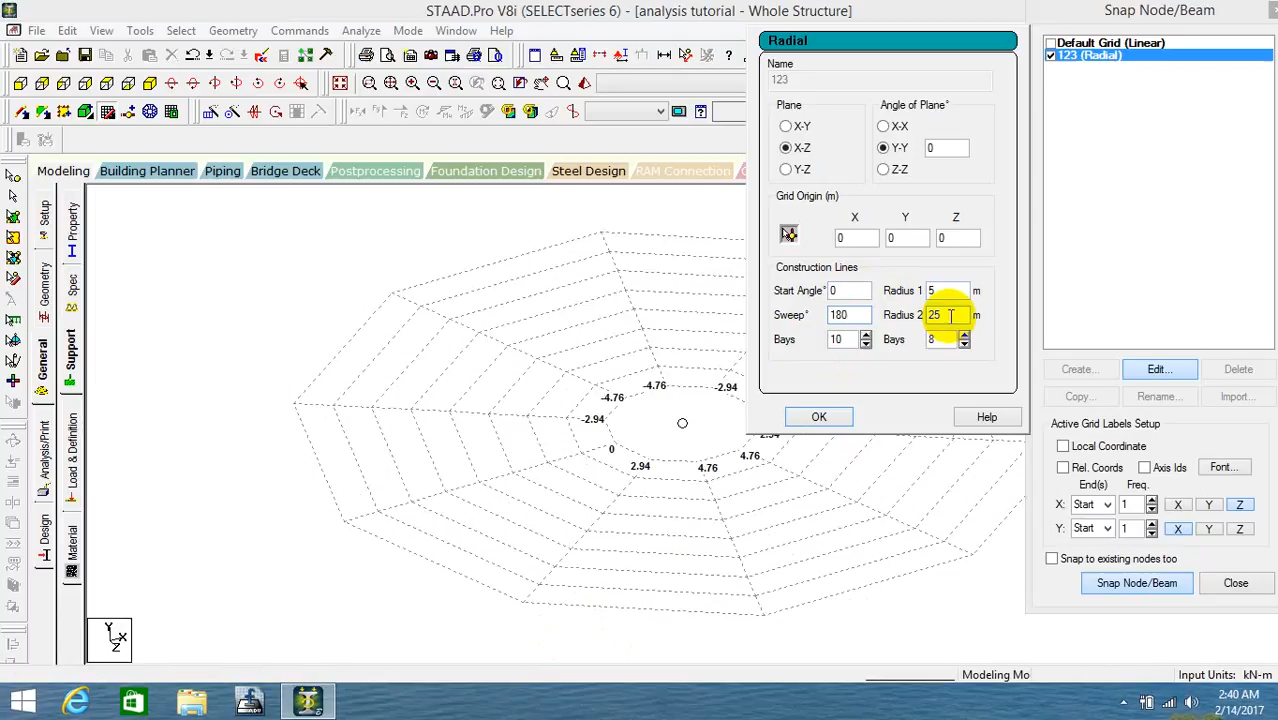 STAAD.Pro V8i (SELECTseries 6) - [analysis tutorial - Whole Structure]
Snap Node/Beam
File Edit View Tools Select Geometry Commands Analyze Mode Window Help
Radial
Default Grid (Linear)
123 (Radial)
Name
123
Plane
Angle of Plane°
X-Y
X-X
X-Z
Y-Y
0
Y-Z
Z-Z
Modeling
Building Planner
Piping
Bridge Deck
Postprocessing
Foundation Design
Steel Design
RAM Connection
Grid Origin (m)
X Y Z
0 0 0
Construction Lines
Start Angle° 0
Radius 1 5 m
Sweep° 180
Radius 2 25 m
Bays 10
Bays 8
OK
Help
Setup
Geometry
General
Analysis/Print
Design
Property
Spec
Support
Load & Definition
Material
-4.76
-2.94
-4.76
-2.94
0
2.94
4.76
4.76
2.94
Create...
Edit...
Delete
Copy...
Rename...
Import...
Active Grid Labels Setup
Local Coordinate
Rel. Coords
Axis Ids
Font...
End(s)
Freq.
X: Start 1 X Y Z
Y: Start 1 X Y Z
Snap to existing nodes too
Snap Node/Beam
Close
Y
X
Z
Modeling Mo
Input Units: kN-m
2:40 AM
2/14/2017